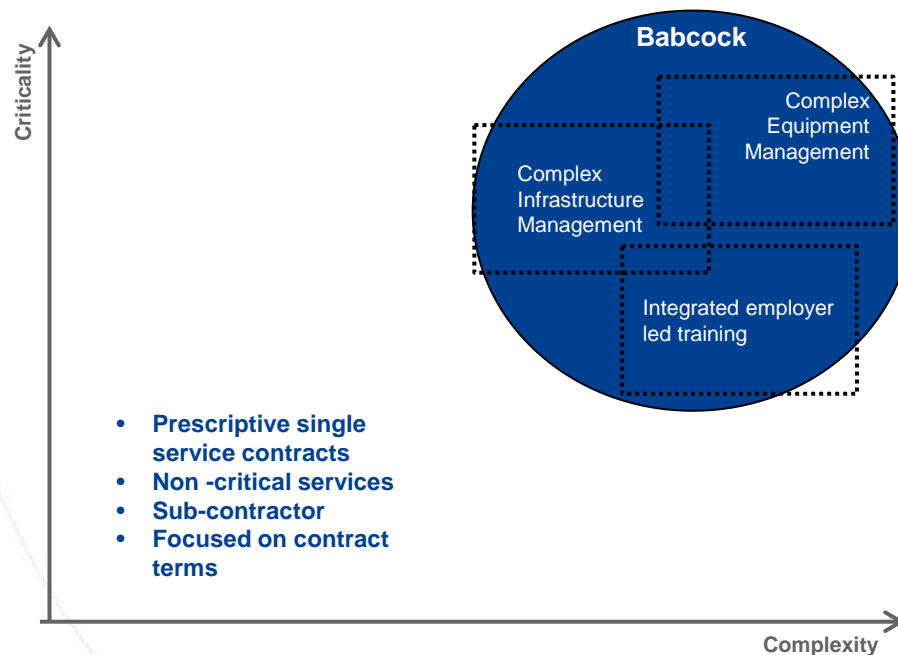 Babcock
Criticality
Complex
Equipment
Management
Complex
Infrastructure
Management
Integrated employer
led training
• Prescriptive single
service contracts
• Non -critical services
• Sub-contractor
• Focused on contract
terms
Complexity